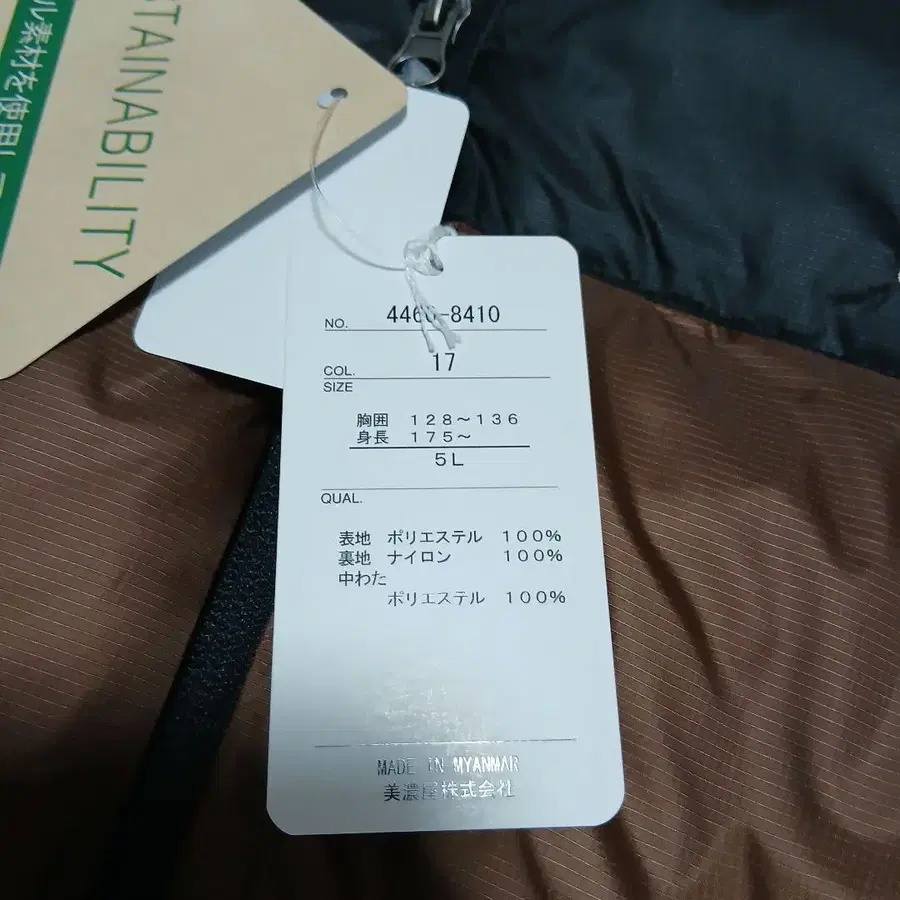 STAINABILITY
ル素材を使用して
NO. 4460-8410
COL. 17
SIZE
胸囲 128~136
身長 175~
5L
QUAL.
表地 ポリエステル 100%
裏地 ナイロン 100%
中わた
ポリエステル 100%
MADE IN MYANMAR
美濃屋株式会社